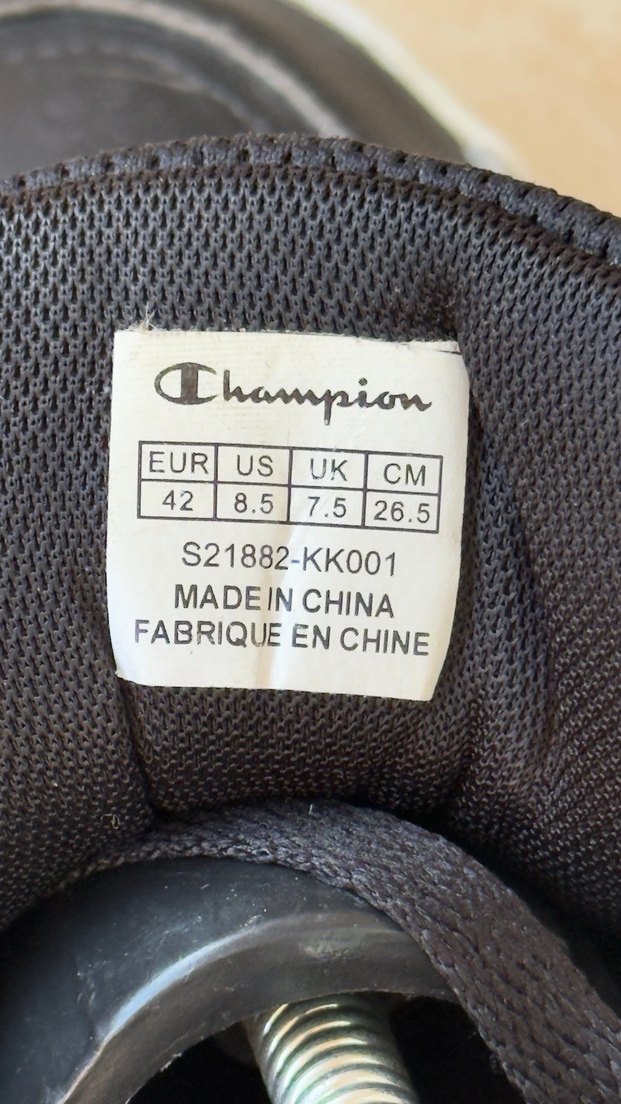 Champion
EUR US UK CM
42 8.5 7.5 26.5
S21882-KK001
MADE IN CHINA
FABRIQUE EN CHINE